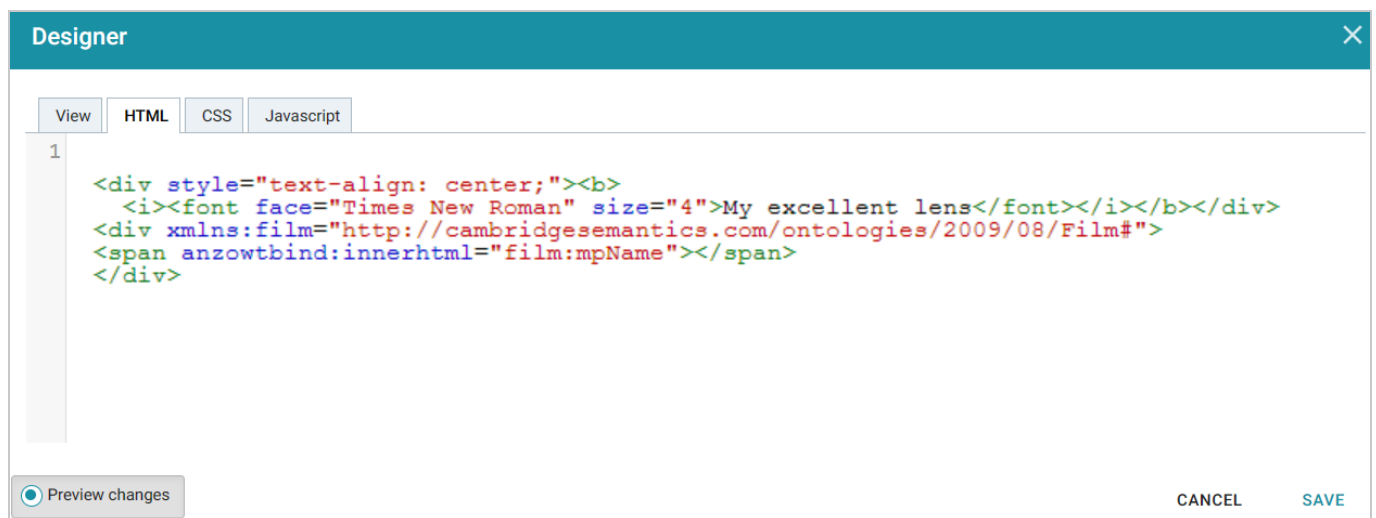 Designer
View HTML CSS Javascript
1
<div style="text-align: center;"><b>
<i><font face="Times New Roman" size="4">My excellent lens</font></i></b></div>
<div xmlns:film="http://cambridgesemantics.com/ontologies/2009/08/Film#">
<span anzowtbind:innerhtml="film:mpName"></span>
</div>
Preview changes
CANCEL SAVE